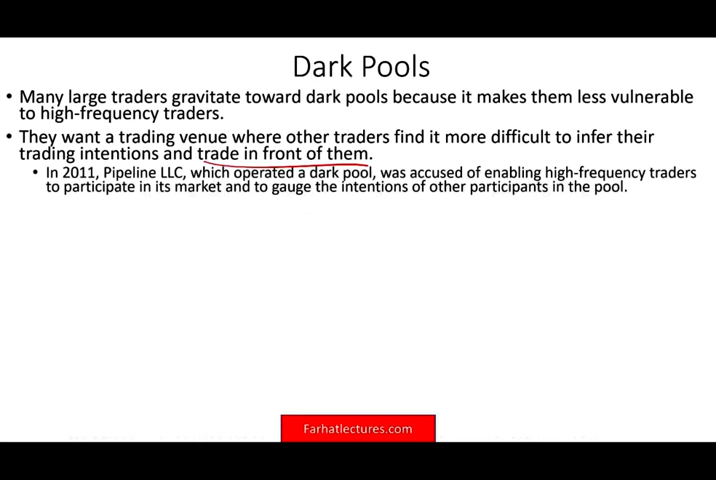 Dark Pools
• Many large traders gravitate toward dark pools because it makes them less vulnerable
to high-frequency traders.
• They want a trading venue where other traders find it more difficult to infer their
trading intentions and trade in front of them.
• In 2011, Pipeline LLC, which operated a dark pool, was accused of enabling high-frequency traders
to participate in its market and to gauge the intentions of other participants in the pool.
Farhatlectures.com